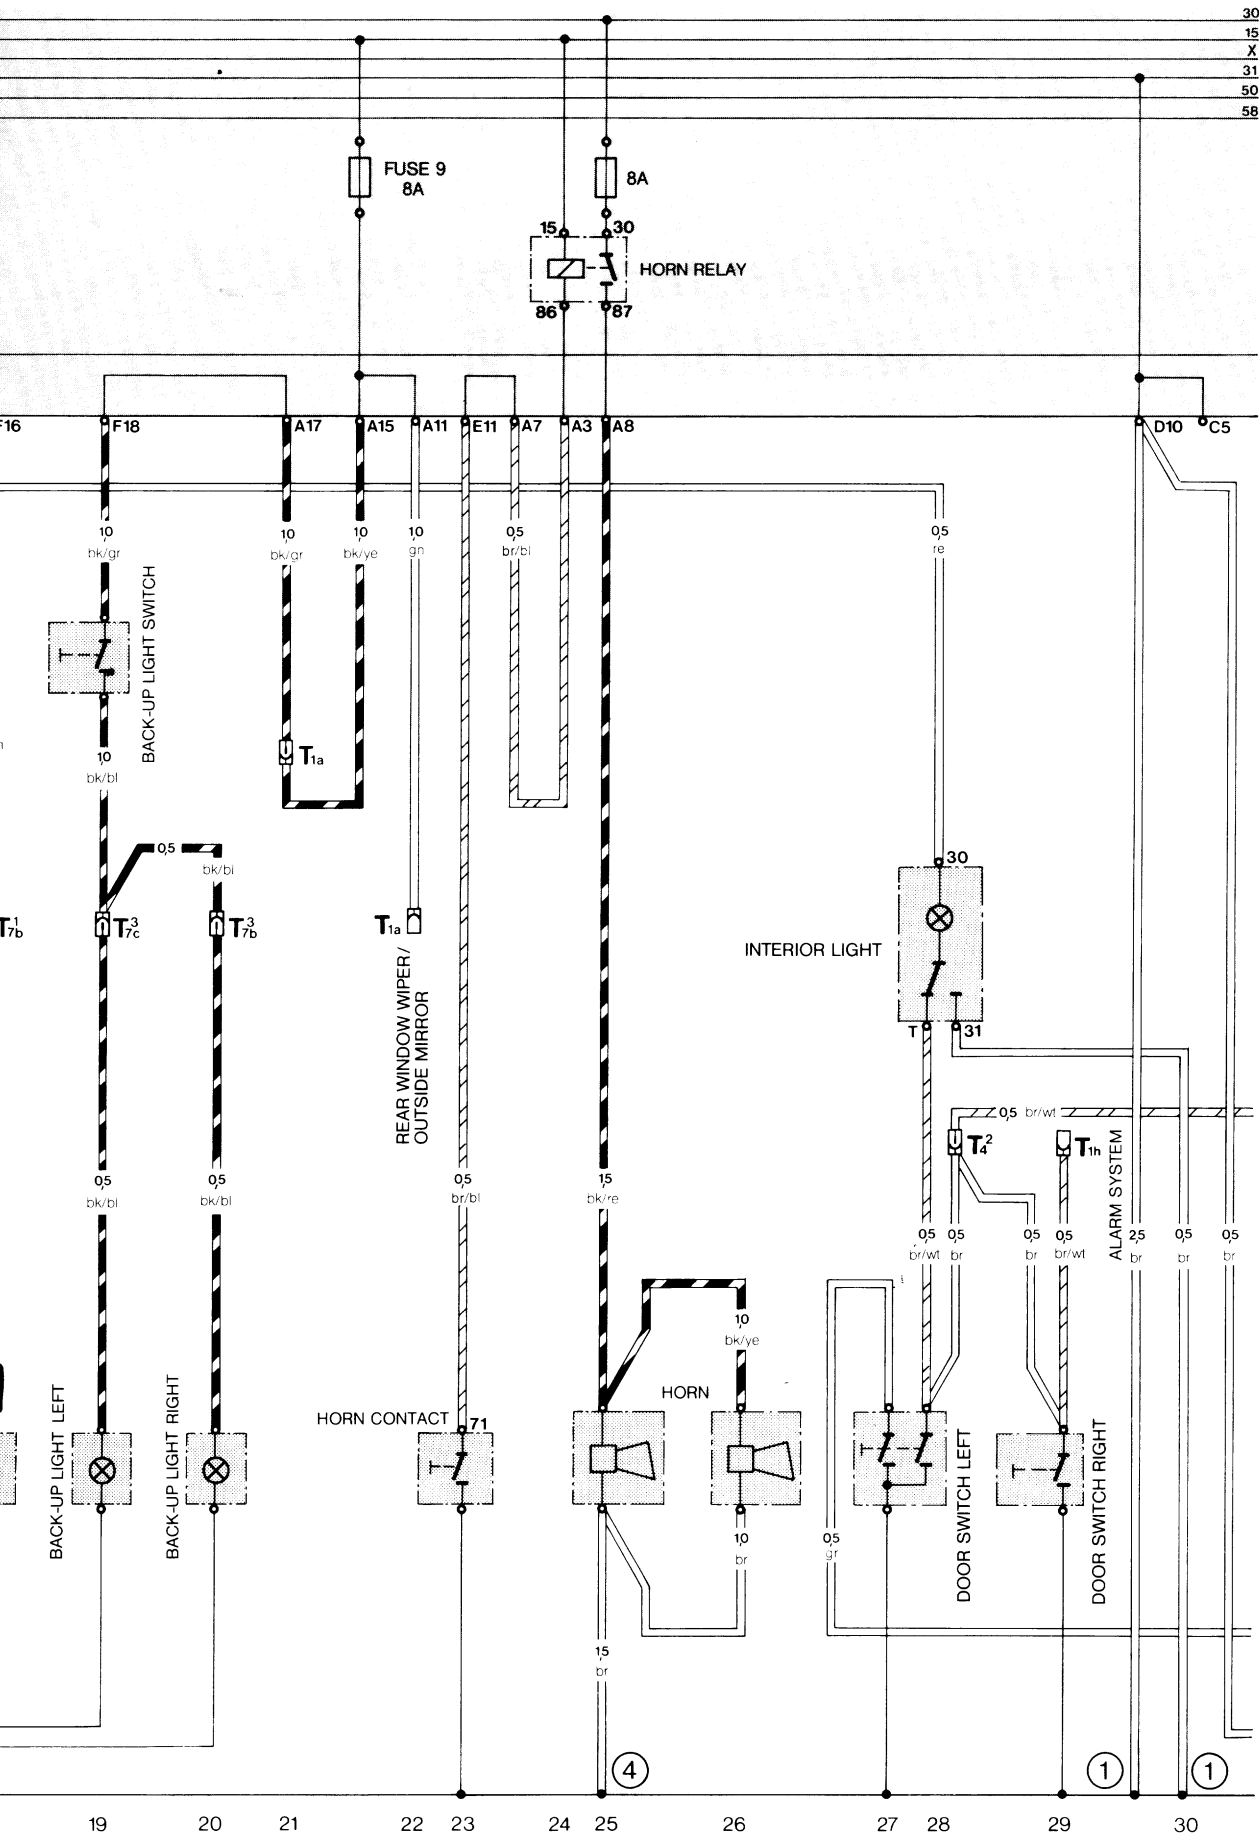 30
15
X
31
50
58
FUSE 9
8A
8A
15
30
HORN RELAY
86
87
F16
F18
A17
A15
A11
E11
A7
A3
A8
D10
C5
10
bk/gr
10
bk/gr
10
bk/ye
10
gn
0,5
br/bl
0,5
re
BACK-UP LIGHT SWITCH
10
bk/bl
T1a
0,5
bk/bl
30
T7b1
T7c3
T7b3
T1a
INTERIOR LIGHT
REAR WINDOW WIPER/
OUTSIDE MIRROR
T
31
0,5 br/wt
T42
T1h
ALARM SYSTEM
0,5
bk/bl
0,5
bk/bl
0,5
br/bl
1,5
bk/re
0,5
br/wt
0,5
br
0,5
br
0,5
br/wt
2,5
br
0,5
br
0,5
br
10
bk/ye
HORN
HORN CONTACT
71
BACK-UP LIGHT LEFT
BACK-UP LIGHT RIGHT
DOOR SWITCH LEFT
DOOR SWITCH RIGHT
10
br
0,5
gr
1,5
br
4
1
1
19
20
21
22
23
24
25
26
27
28
29
30